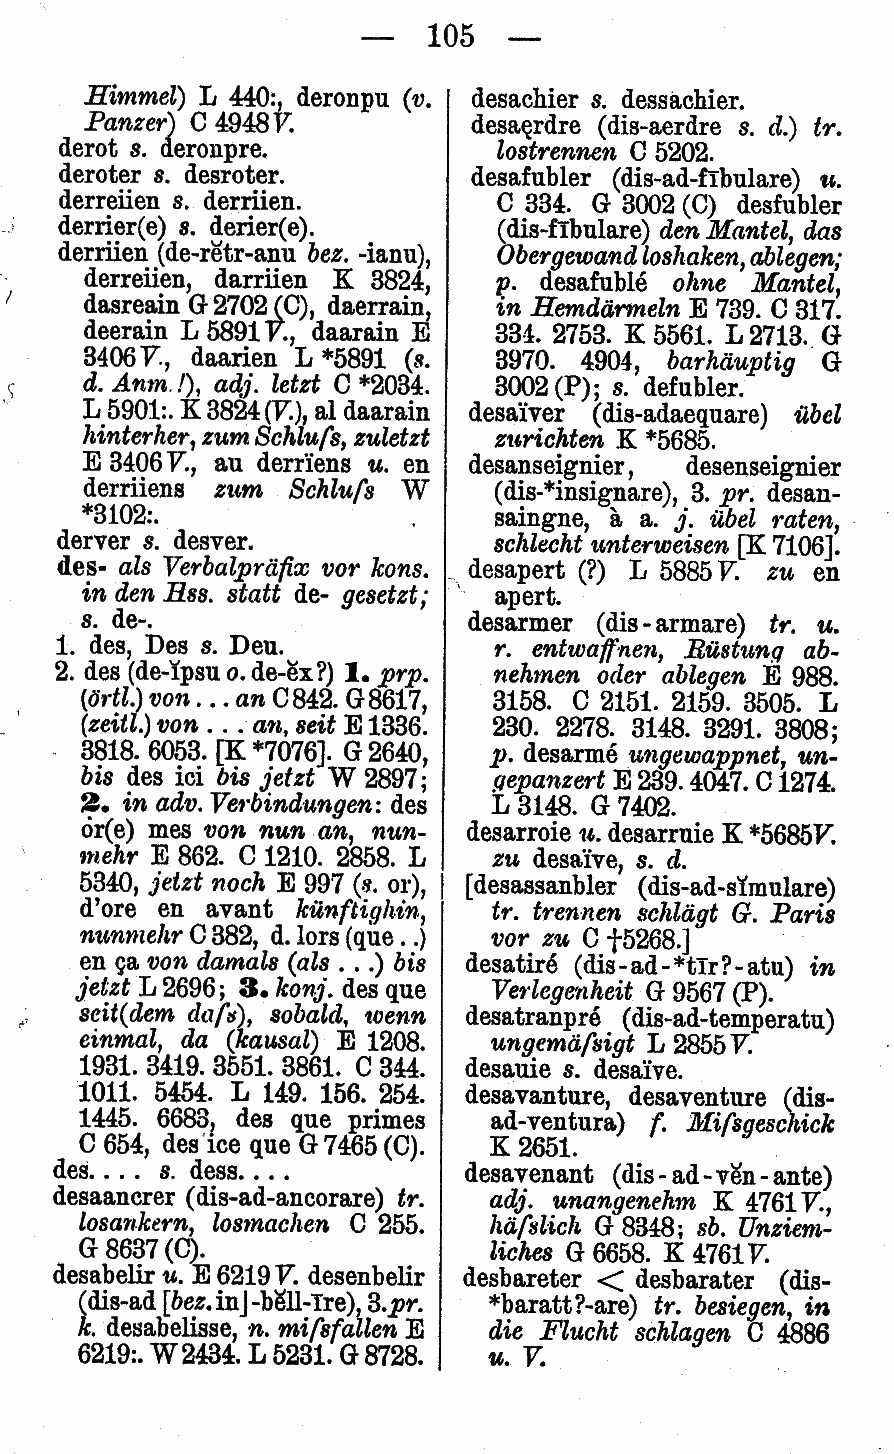 — 105 —
Himmel) L 440:, deronpu (v.
Panzer) C 4948 V.
derot s. deronpre.
deroter s. desroter.
derreiien s. derriien.
derrier(e) s. derier(e).
derriien (de-rĕtr-anu bez. -ianu),
derreiien, darriien K 3824,
dasreain G 2702 (C), daerrain,
deerain L 5891 V., daarain E
3406 V., daarien L *5891 (s.
d. Anm.!), adj. letzt C *2034.
L 5901:. K 3824 (V.), al daarain
hinterher, zum Schluſs, zuletzt
E 3406 V., au derrïens u. en
derriiens zum Schluſs W
*3102:.
derver s. desver.
des- als Verbalpräfix vor kons.
in den Hss. statt de- gesetzt;
s. de-.
1. des, Des s. Deu.
2. des (de-ĭpsu o. de-ĕx?) 1. prp.
(örtl.) von ... an C 842. G 8617,
(zeitl.) von ... an, seit E 1336.
3818. 6053. [K *7076]. G 2640,
bis des ici bis jetzt W 2897;
2. in adv. Verbindungen: des
or(e) mes von nun an, nun-
mehr E 862. C 1210. 2858. L
5340, jetzt noch E 997 (s. or),
d'ore en avant künftighin,
nunmehr C 382, d. lors (que ..)
en ça von damals (als ...) bis
jetzt L 2696; 3. konj. des que
seit(dem daſs), sobald, wenn
einmal, da (kausal) E 1208.
1931. 3419. 3551. 3861. C 344.
1011. 5454. L 149. 156. 254.
1445. 6683, des que primes
C 654, des ice que G 7465 (C).
des.... s. dess....
desaancrer (dis-ad-ancorare) tr.
losankern, losmachen C 255.
G 8637 (C).
desabelir u. E 6219 V. desenbelir
(dis-ad [bez. in]-bĕll-īre), 3. pr.
k. desabelisse, n. miſsfallen E
6219:. W 2434. L 5231. G 8728.
desachier s. dessachier.
desaęrdre (dis-aerdre s. d.) tr.
lostrennen C 5202.
desafubler (dis-ad-fībulare) u.
C 334. G 3002 (C) desfubler
(dis-fībulare) den Mantel, das
Obergewand loshaken, ablegen;
p. desafublé ohne Mantel,
in Hemdärmeln E 739. C 317.
334. 2753. K 5561. L 2713. G
3970. 4904, barhäuptig G
3002 (P); s. defubler.
desaïver (dis-adaequare) übel
zurichten K *5685.
desanseignier, desenseignier
(dis-*insignare), 3. pr. desan-
saingne, à a. j. übel raten,
schlecht unterweisen [K 7106].
desapert (?) L 5885 V. zu en
apert.
desarmer (dis-armare) tr. u.
r. entwaffnen, Rüstung ab-
nehmen oder ablegen E 988.
3158. C 2151. 2159. 3505. L
230. 2278. 3148. 3291. 3808;
p. desarmé ungewappnet, un-
gepanzert E 239. 4047. C 1274.
L 3148. G 7402.
desarroie u. desarruie K *5685 V.
zu desaïve, s. d.
[desassanbler (dis-ad-sĭmulare)
tr. trennen schlägt G. Paris
vor zu C †5268.]
desatiré (dis-ad-*tīr?-atu) in
Verlegenheit G 9567 (P).
desatranpré (dis-ad-temperatu)
ungemäſsigt L 2855 V.
desauie s. desaïve.
desavanture, desaventure (dis-
ad-ventura) f. Miſsgeschick
K 2651.
desavenant (dis-ad-vĕn-ante)
adj. unangenehm K 4761 V.,
häſslich G 8348; sb. Unziem-
liches G 6658. K 4761 V.
desbareter < desbarater (dis-
*baratt?-are) tr. besiegen, in
die Flucht schlagen C 4886
u. V.